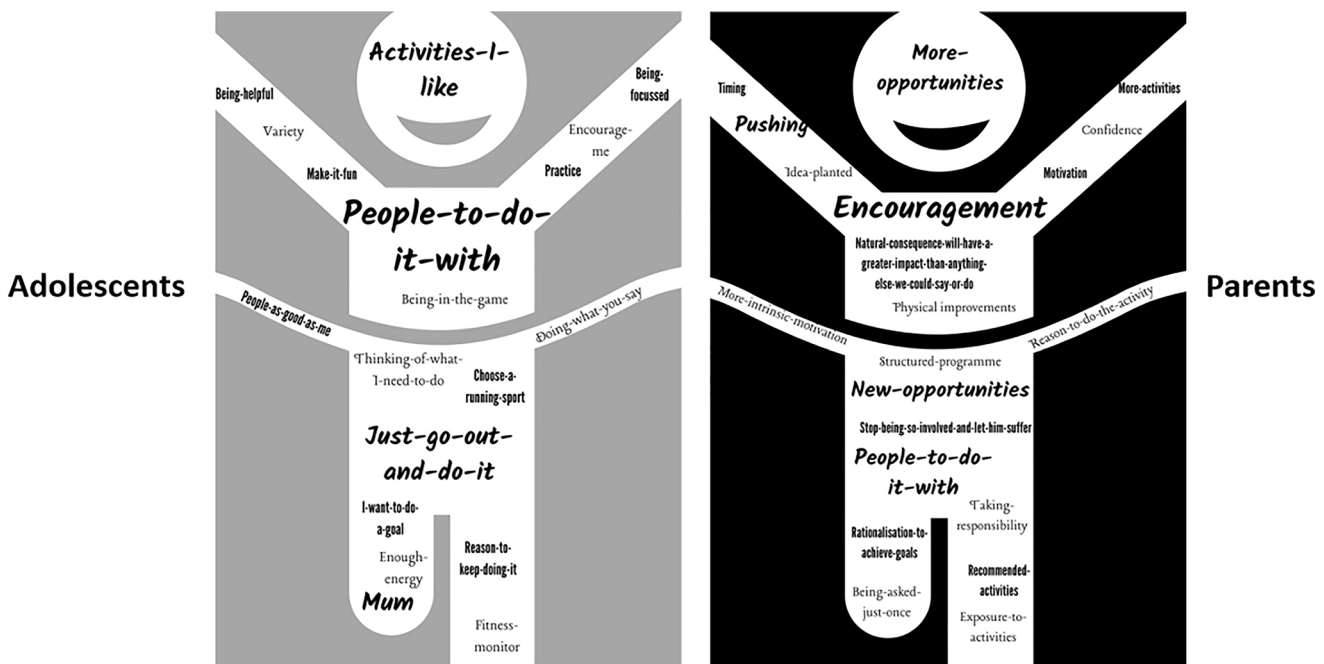 Adolescents
Activities-I-
like
Being-helpful
Variety
Make-it-fun
Being-
focussed
Encourage-
me
Practice
People-to-do-
it-with
Being-in-the-game
People-as-good-as-me
Doing-what-you-say
Thinking-of-what-
I-need-to-do
Choose-a-
running-sport
Just-go-out-
and-do-it
I-want-to-do-
a-goal
Enough-
energy
Mum
Reason-to-
keep-doing-it
Fitness-
monitor
More-
opportunities
Timing
Pushing
Idea-planted
More-activities
Confidence
Motivation
Encouragement
Natural-consequence-will-have-a-
greater-impact-than-anything-
else-we-could-say-or-do
Physical improvements
More-intrinsic-motivation
Reason-to-do-the-activity
Structured-programme
New-opportunities
Stop-being-so-involved-and-let-him-suffer
People-to-do-
it-with
Taking-
responsibility
Rationalisation-to-
achieve-goals
Being-asked-
just-once
Recommended-
activities
Exposure-to-
activities
Parents